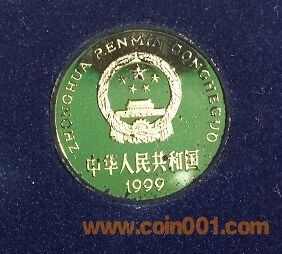 ZHONGHUA RENMIN GONGHEGUO
中华人民共和国
1999
www.coin001.com